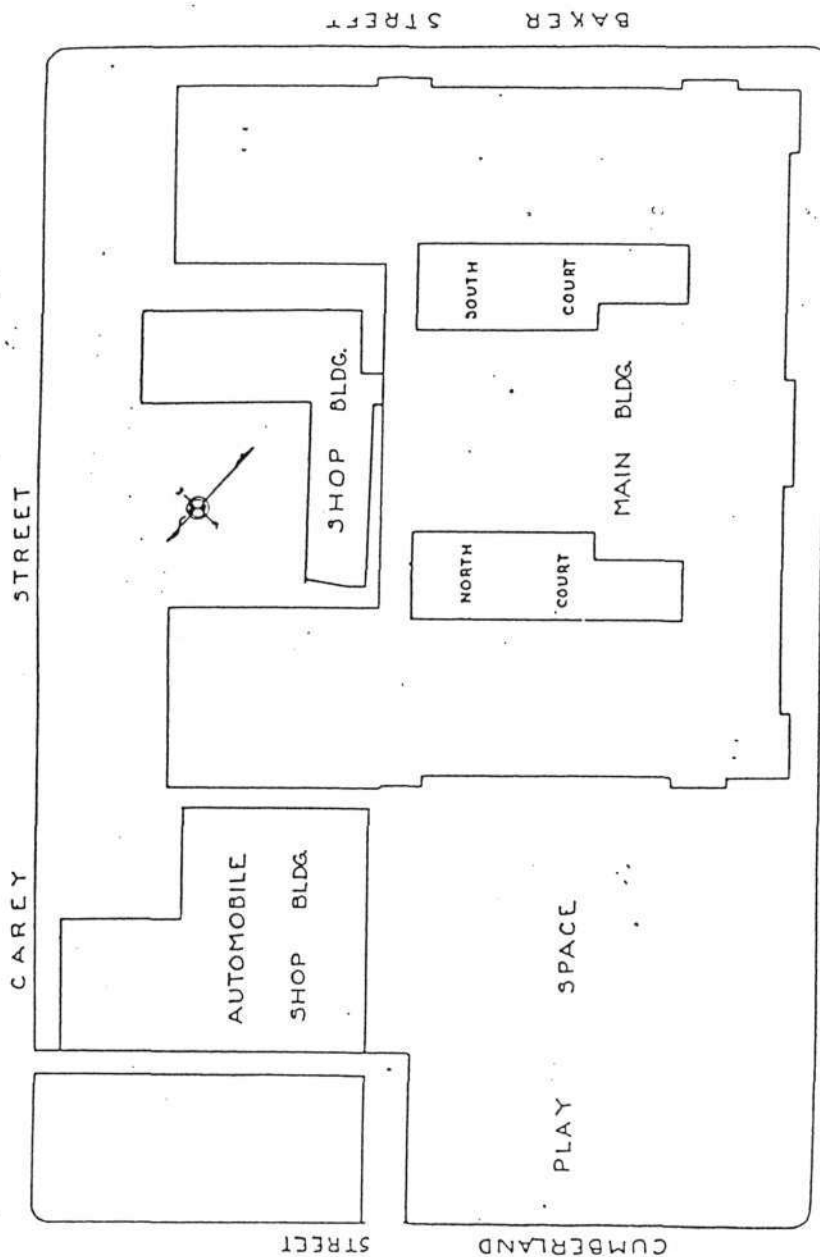 BAKER STREET
CAREY STREET
SOUTH
COURT
SHOP BLDG.
MAIN BLDG.
NORTH
COURT
AUTOMOBILE
SHOP BLDG.
PLAY SPACE
CUMBERLAND STREET